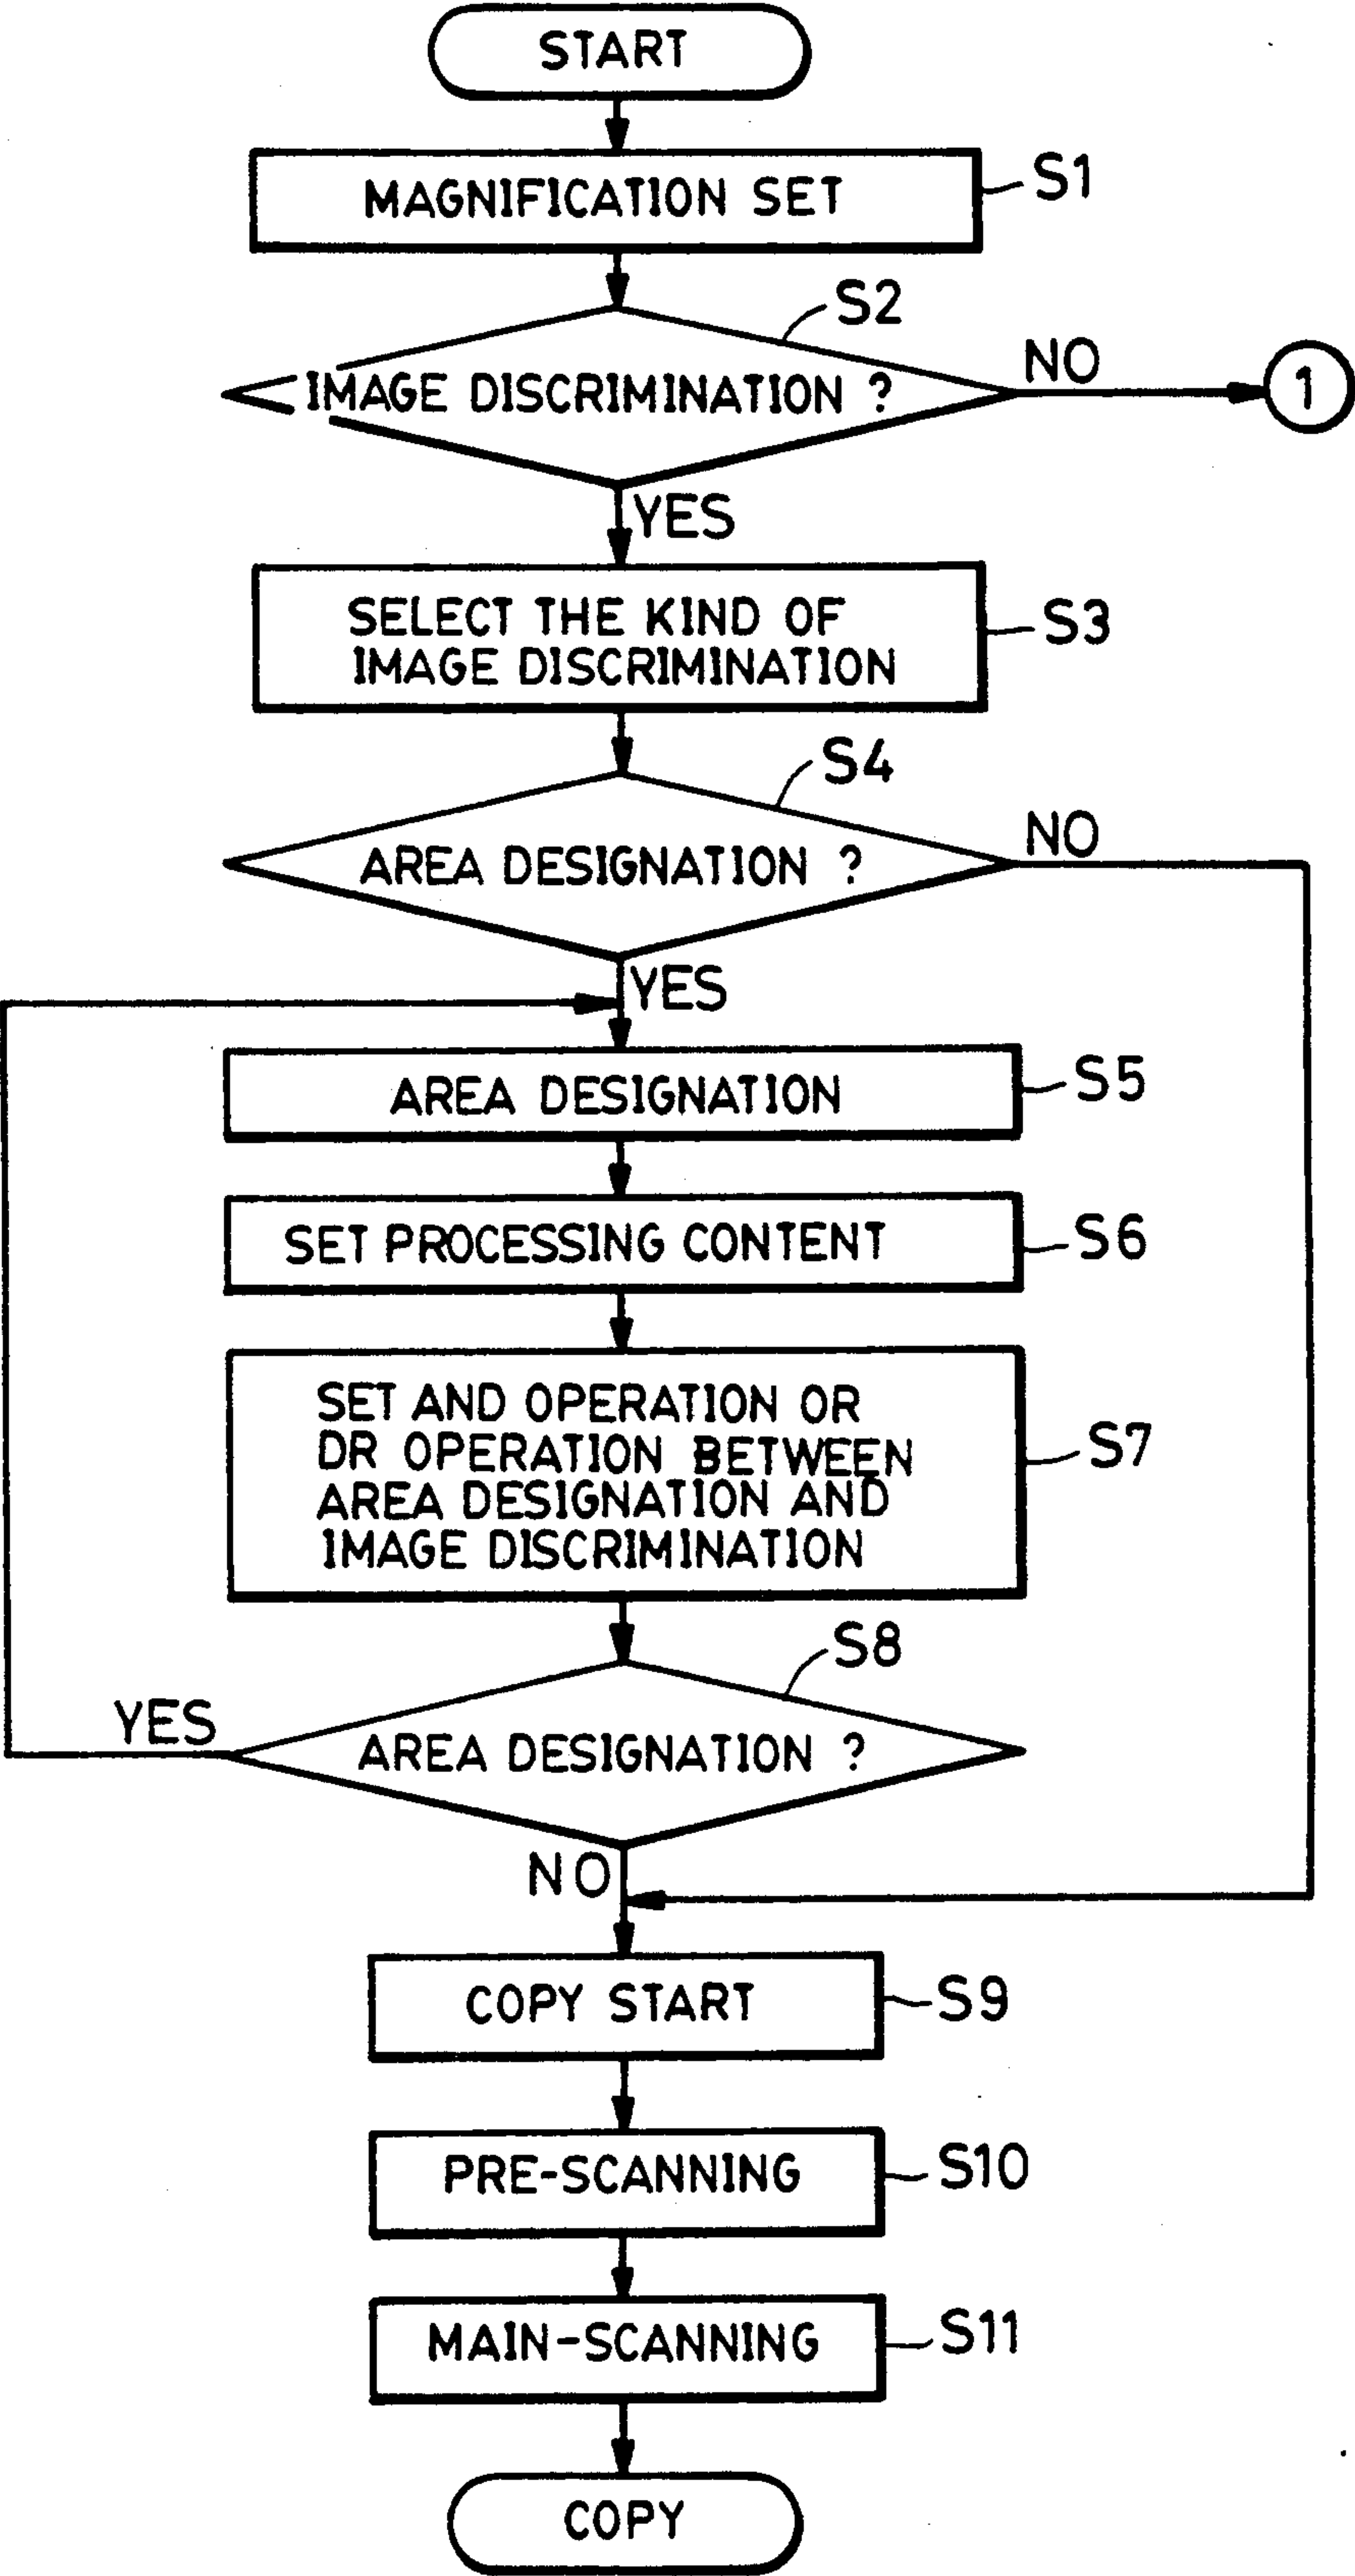 START
MAGNIFICATION SET
S1
S2
IMAGE DISCRIMINATION ?
NO
1
YES
SELECT THE KIND OF
IMAGE DISCRIMINATION
S3
S4
AREA DESIGNATION ?
NO
YES
AREA DESIGNATION
S5
SET PROCESSING CONTENT
S6
SET AND OPERATION OR
DR OPERATION BETWEEN
AREA DESIGNATION AND
IMAGE DISCRIMINATION
S7
S8
YES
AREA DESIGNATION ?
NO
COPY START
S9
PRE-SCANNING
S10
MAIN-SCANNING
S11
COPY